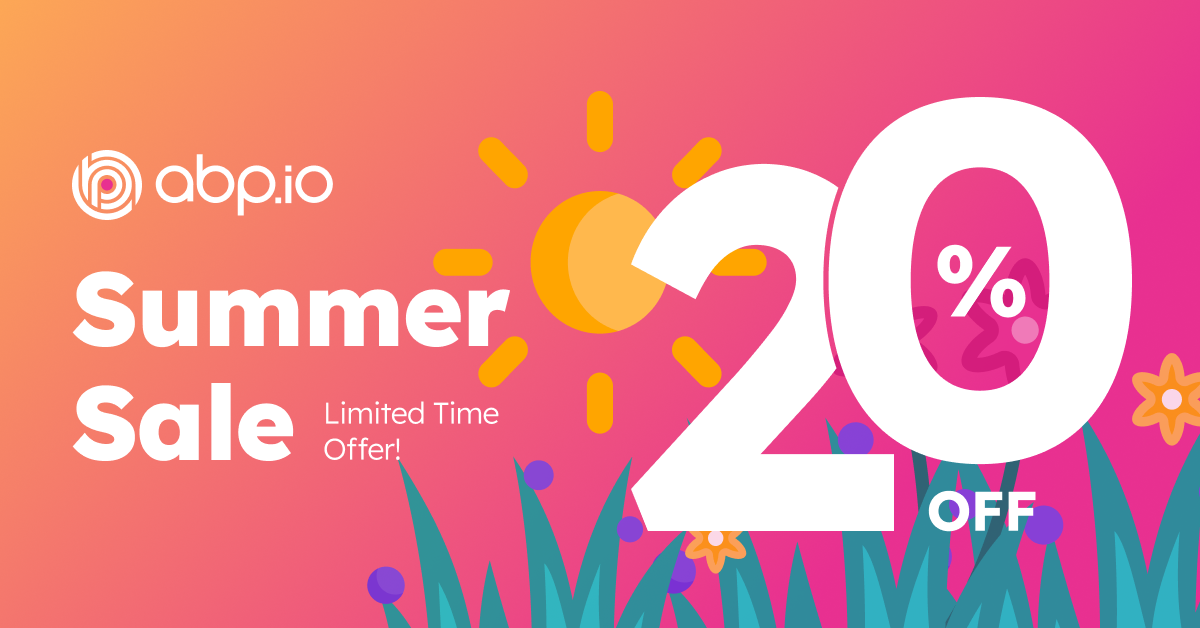 abp.io
Summer
Sale
Limited Time
Offer!
20
%
OFF